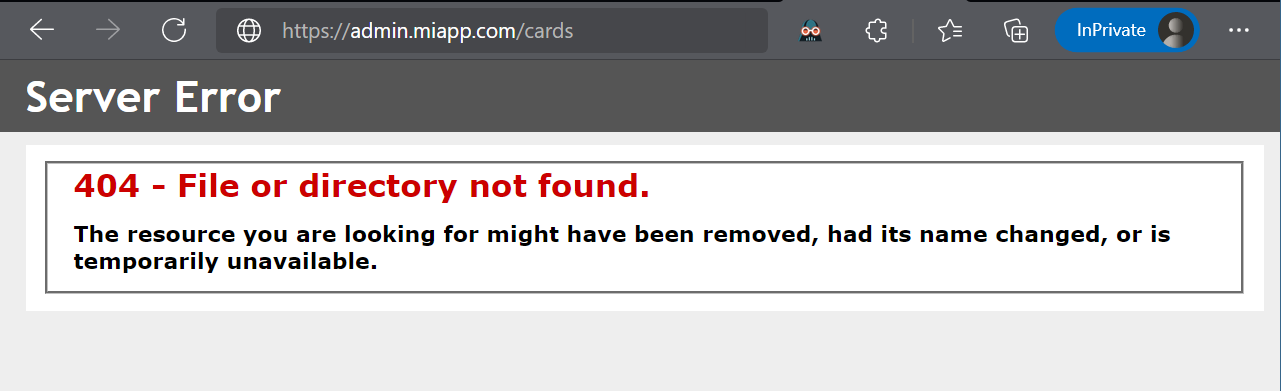 https://admin.miapp.com/cards
InPrivate
Server Error
404 - File or directory not found.
The resource you are looking for might have been removed, had its name changed, or is
temporarily unavailable.